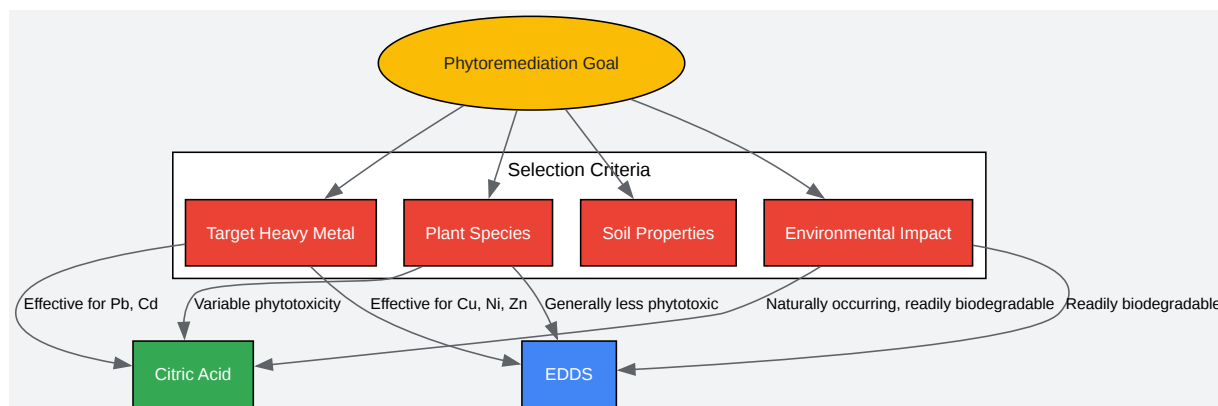 Phytoremediation Goal
Selection Criteria
Target Heavy Metal
Plant Species
Soil Properties
Environmental Impact
Effective for Pb, Cd
Variable phytotoxicity
Effective for Cu, Ni, Zn
Generally less phytotoxic
Naturally occurring, readily biodegradable
Readily biodegradable
Citric Acid
EDDS